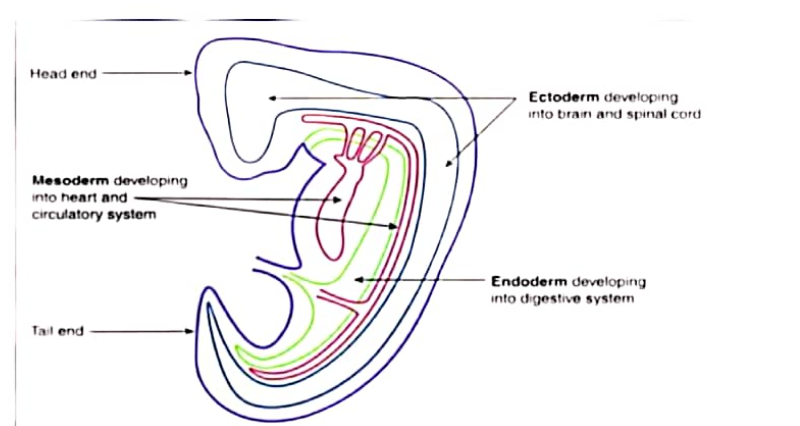 Head end
Ectoderm developing
into brain and spinal cord
Mesoderm developing
into heart and
circulatory system
Endoderm developing
into digestive system
Tail end